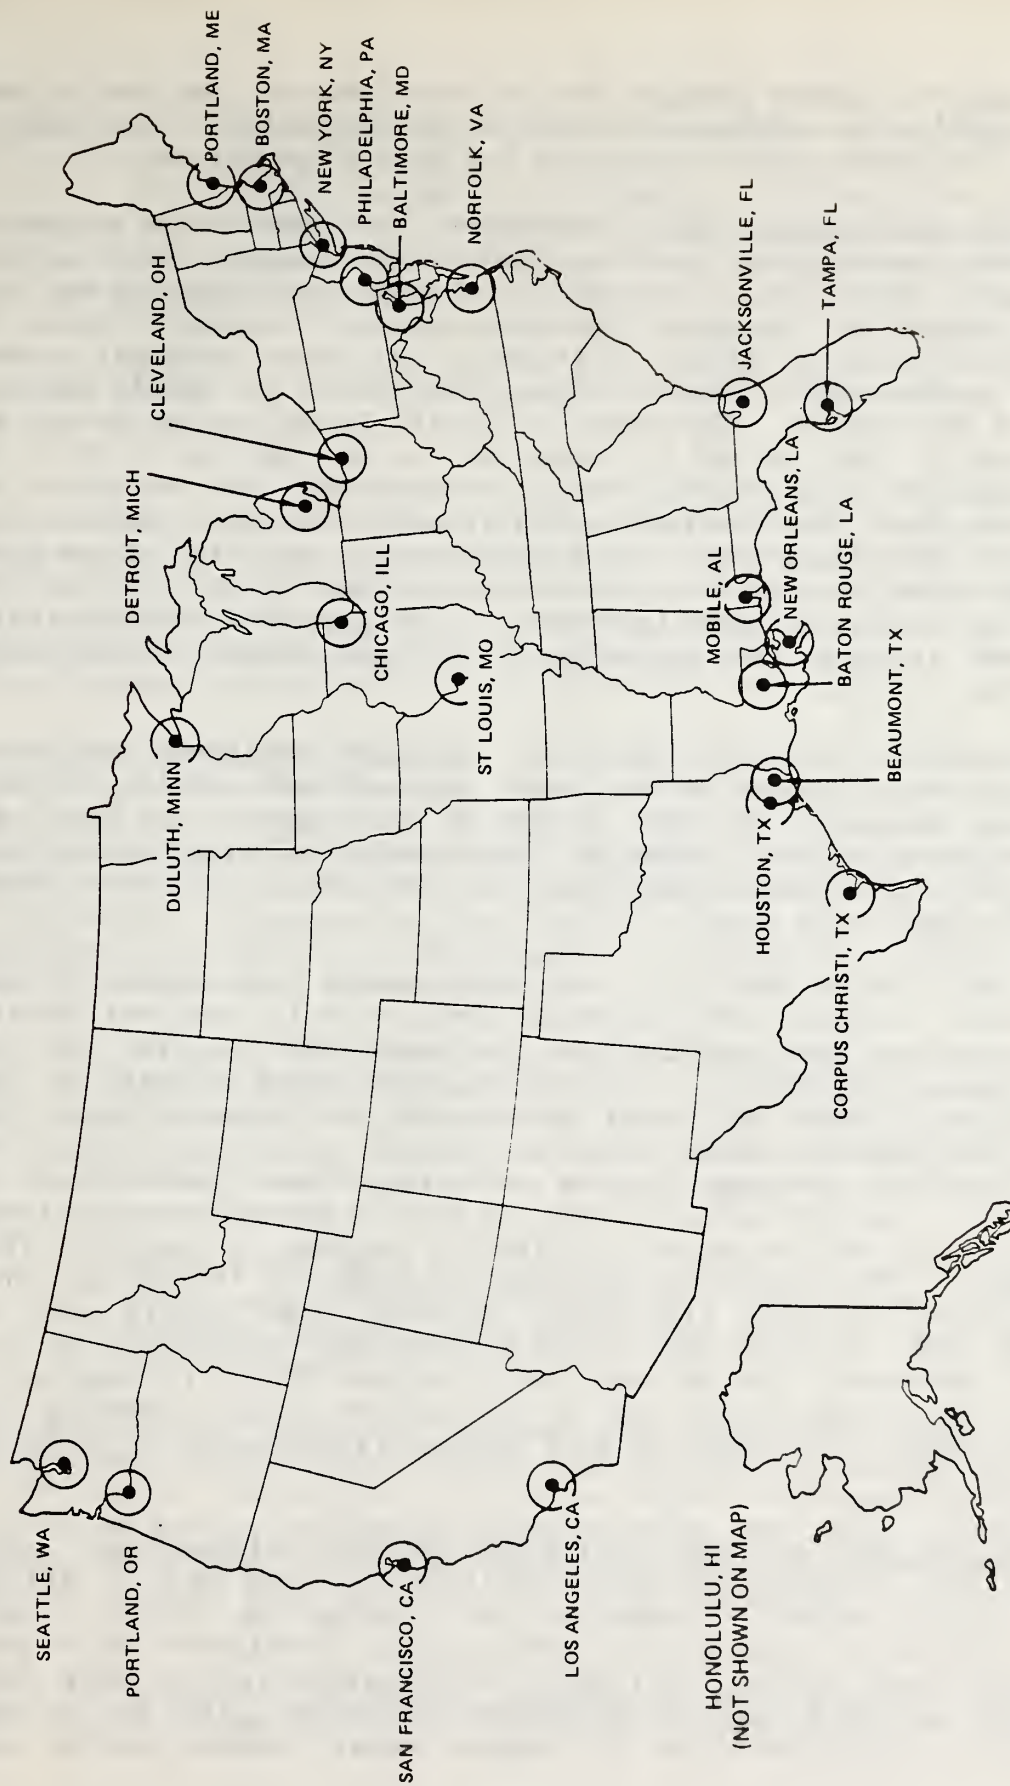 SEATTLE, WA
PORTLAND, OR
SAN FRANCISCO, CA
LOS ANGELES, CA
HONOLULU, HI
(NOT SHOWN ON MAP)
DULUTH, MINN
DETROIT, MICH
CLEVELAND, OH
CHICAGO, ILL
ST LOUIS, MO
PORTLAND, ME
BOSTON, MA
NEW YORK, NY
PHILADELPHIA, PA
BALTIMORE, MD
NORFOLK, VA
JACKSONVILLE, FL
TAMPA, FL
MOBILE, AL
NEW ORLEANS, LA
BATON ROUGE, LA
BEAUMONT, TX
HOUSTON, TX
CORPUS CHRISTI, TX